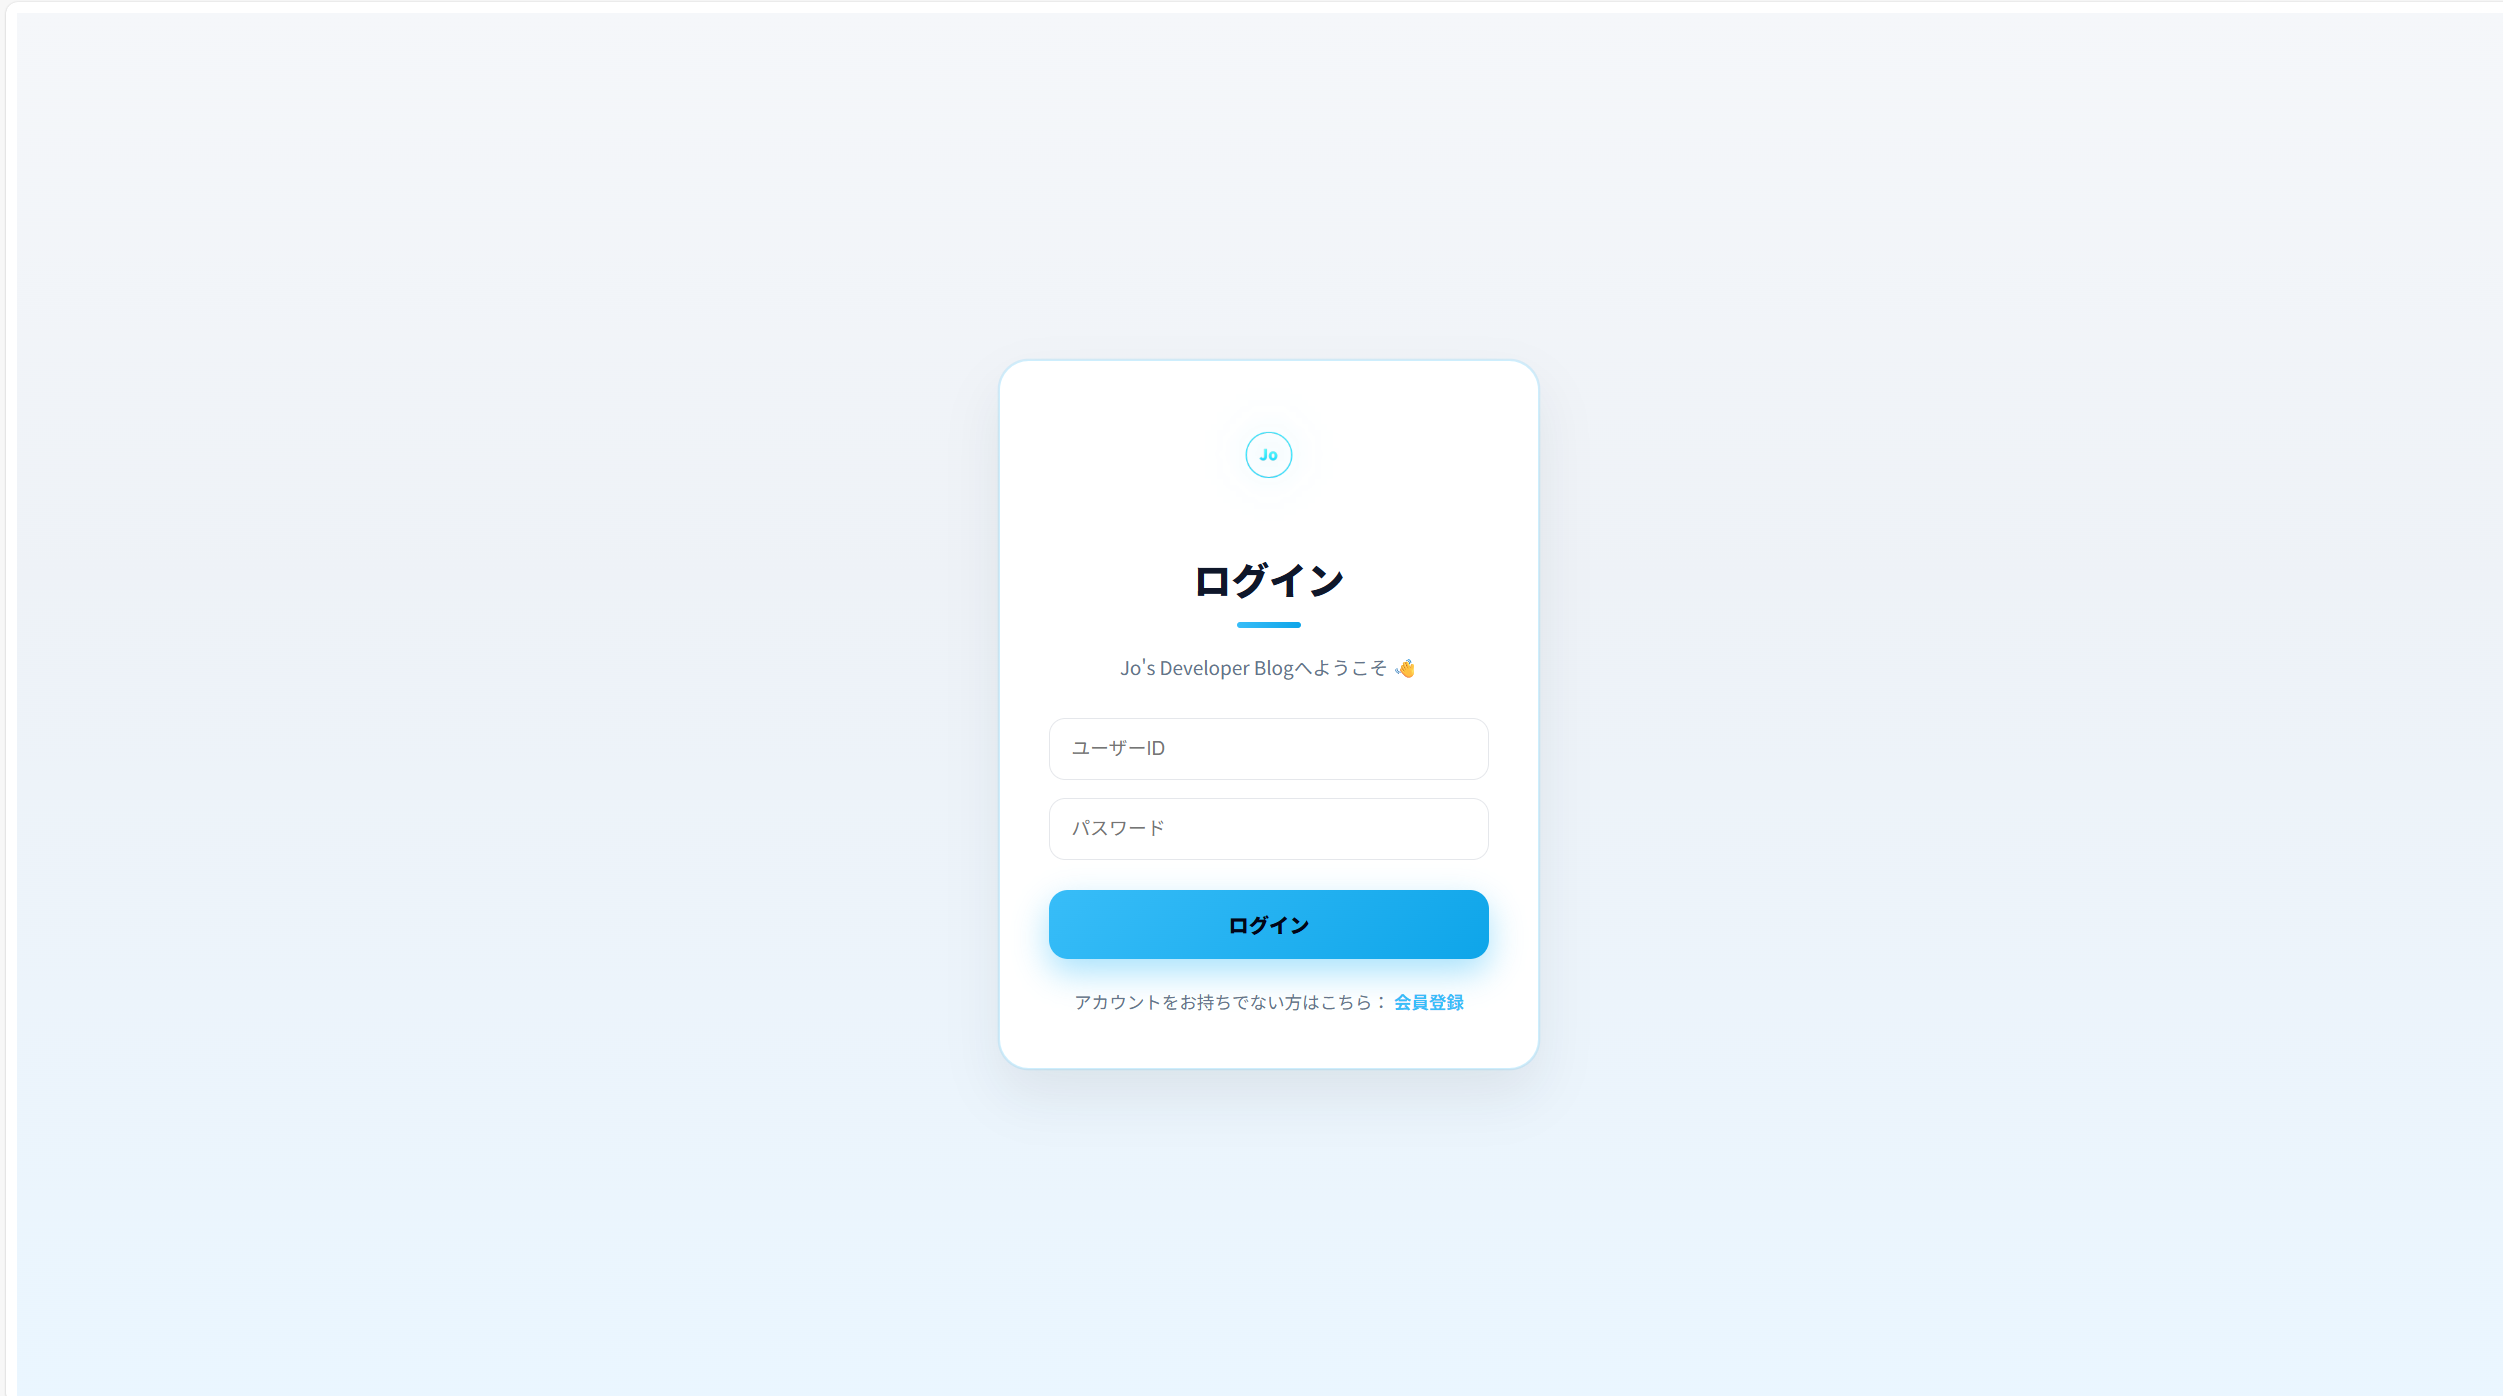 Jo
ログイン
Jo's Developer Blogへようこそ 👋
ユーザーID
パスワード
ログイン
アカウントをお持ちでない方はこちら： 会員登録